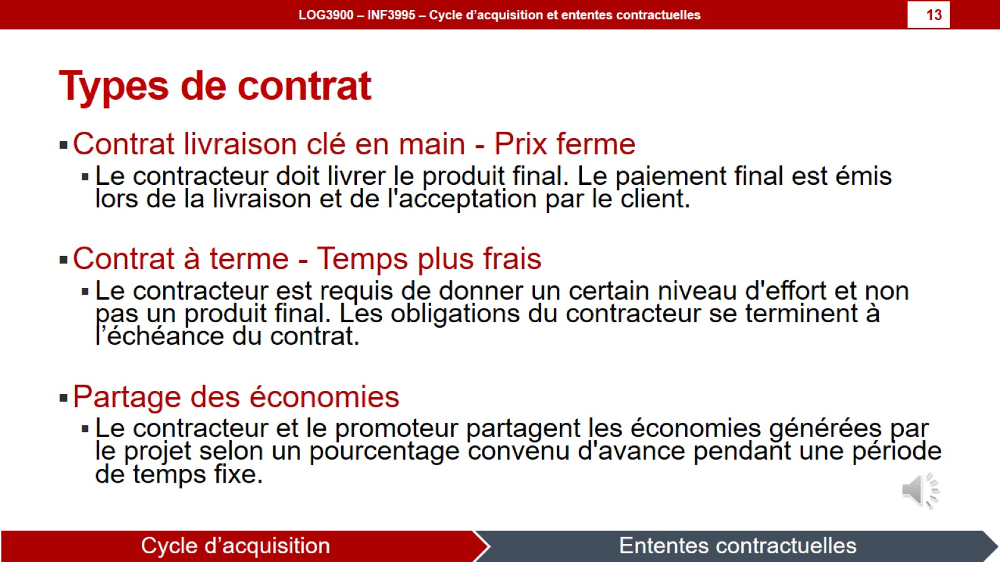 LOG3900 – INF3995 – Cycle d’acquisition et ententes contractuelles
13
Types de contrat
▪Contrat livraison clé en main - Prix ferme
▪Le contracteur doit livrer le produit final. Le paiement final est émis
lors de la livraison et de l'acceptation par le client.
▪Contrat à terme - Temps plus frais
▪Le contracteur est requis de donner un certain niveau d'effort et non
pas un produit final. Les obligations du contracteur se terminent à
l’échéance du contrat.
▪Partage des économies
▪Le contracteur et le promoteur partagent les économies générées par
le projet selon un pourcentage convenu d'avance pendant une période
de temps fixe.
Cycle d’acquisition
Ententes contractuelles